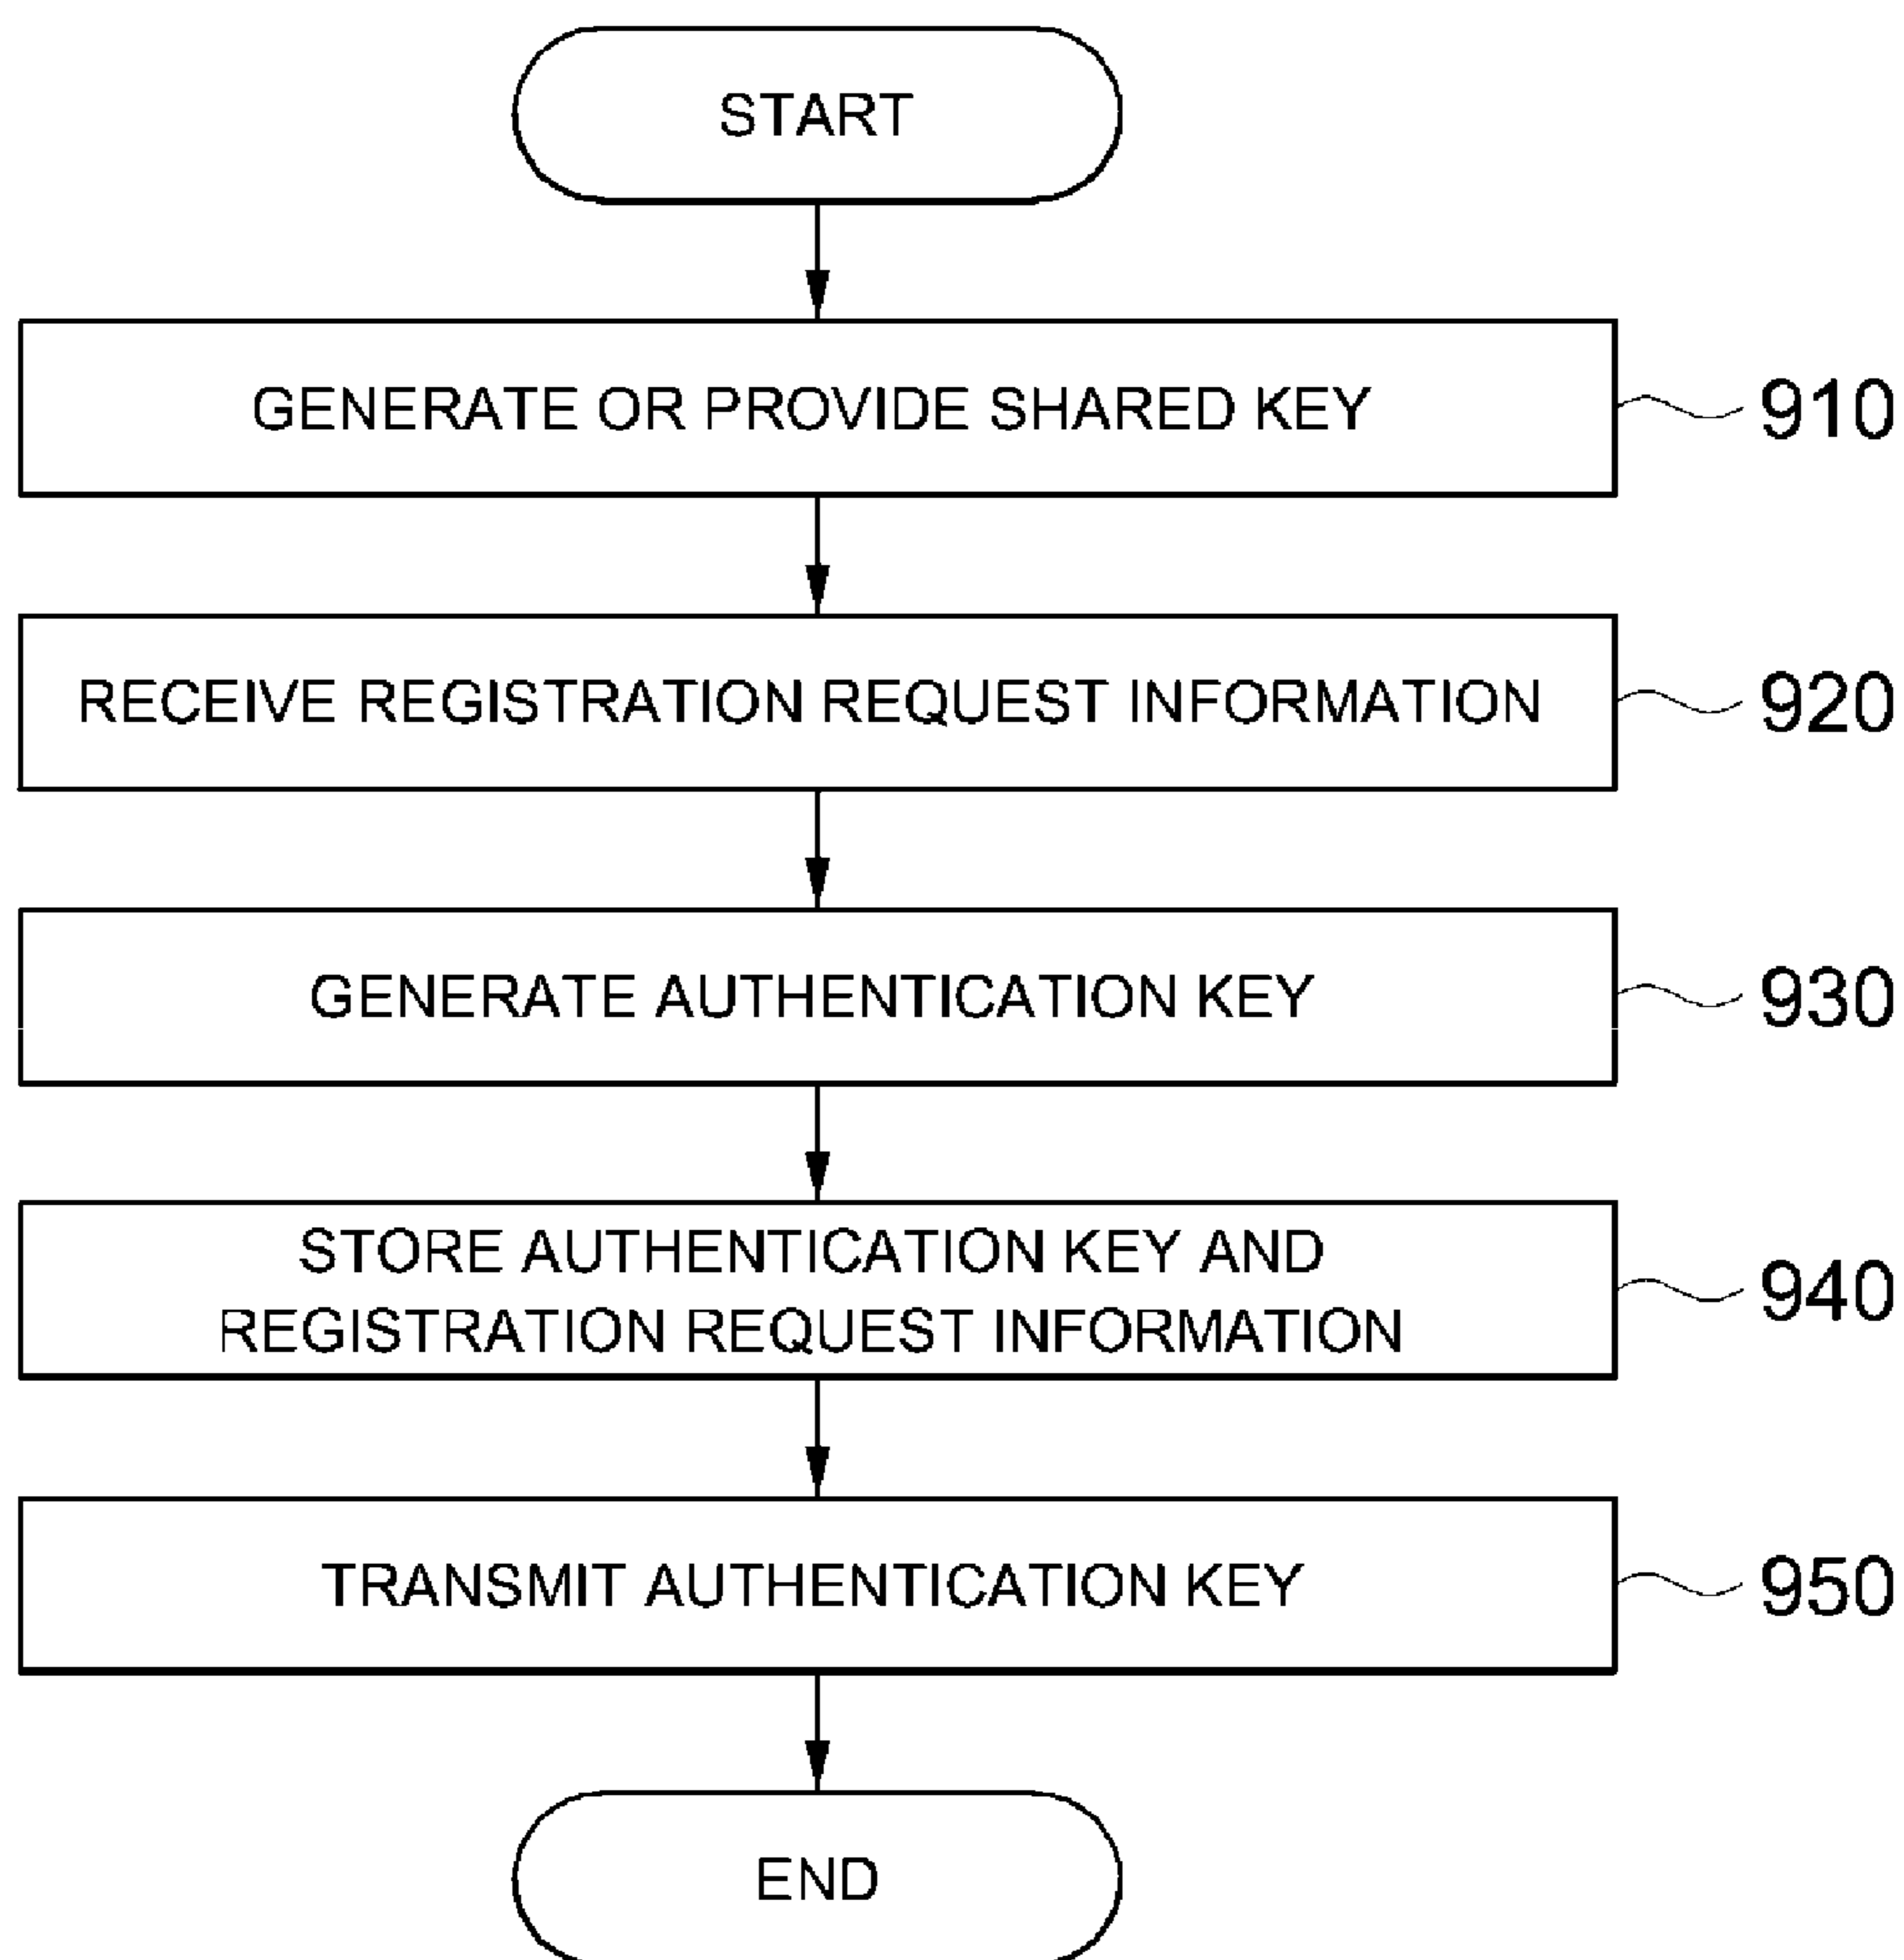 START
GENERATE OR PROVIDE SHARED KEY
910
RECEIVE REGISTRATION REQUEST INFORMATION
920
GENERATE AUTHENTICATION KEY
930
STORE AUTHENTICATION KEY AND
REGISTRATION REQUEST INFORMATION
940
TRANSMIT AUTHENTICATION KEY
950
END